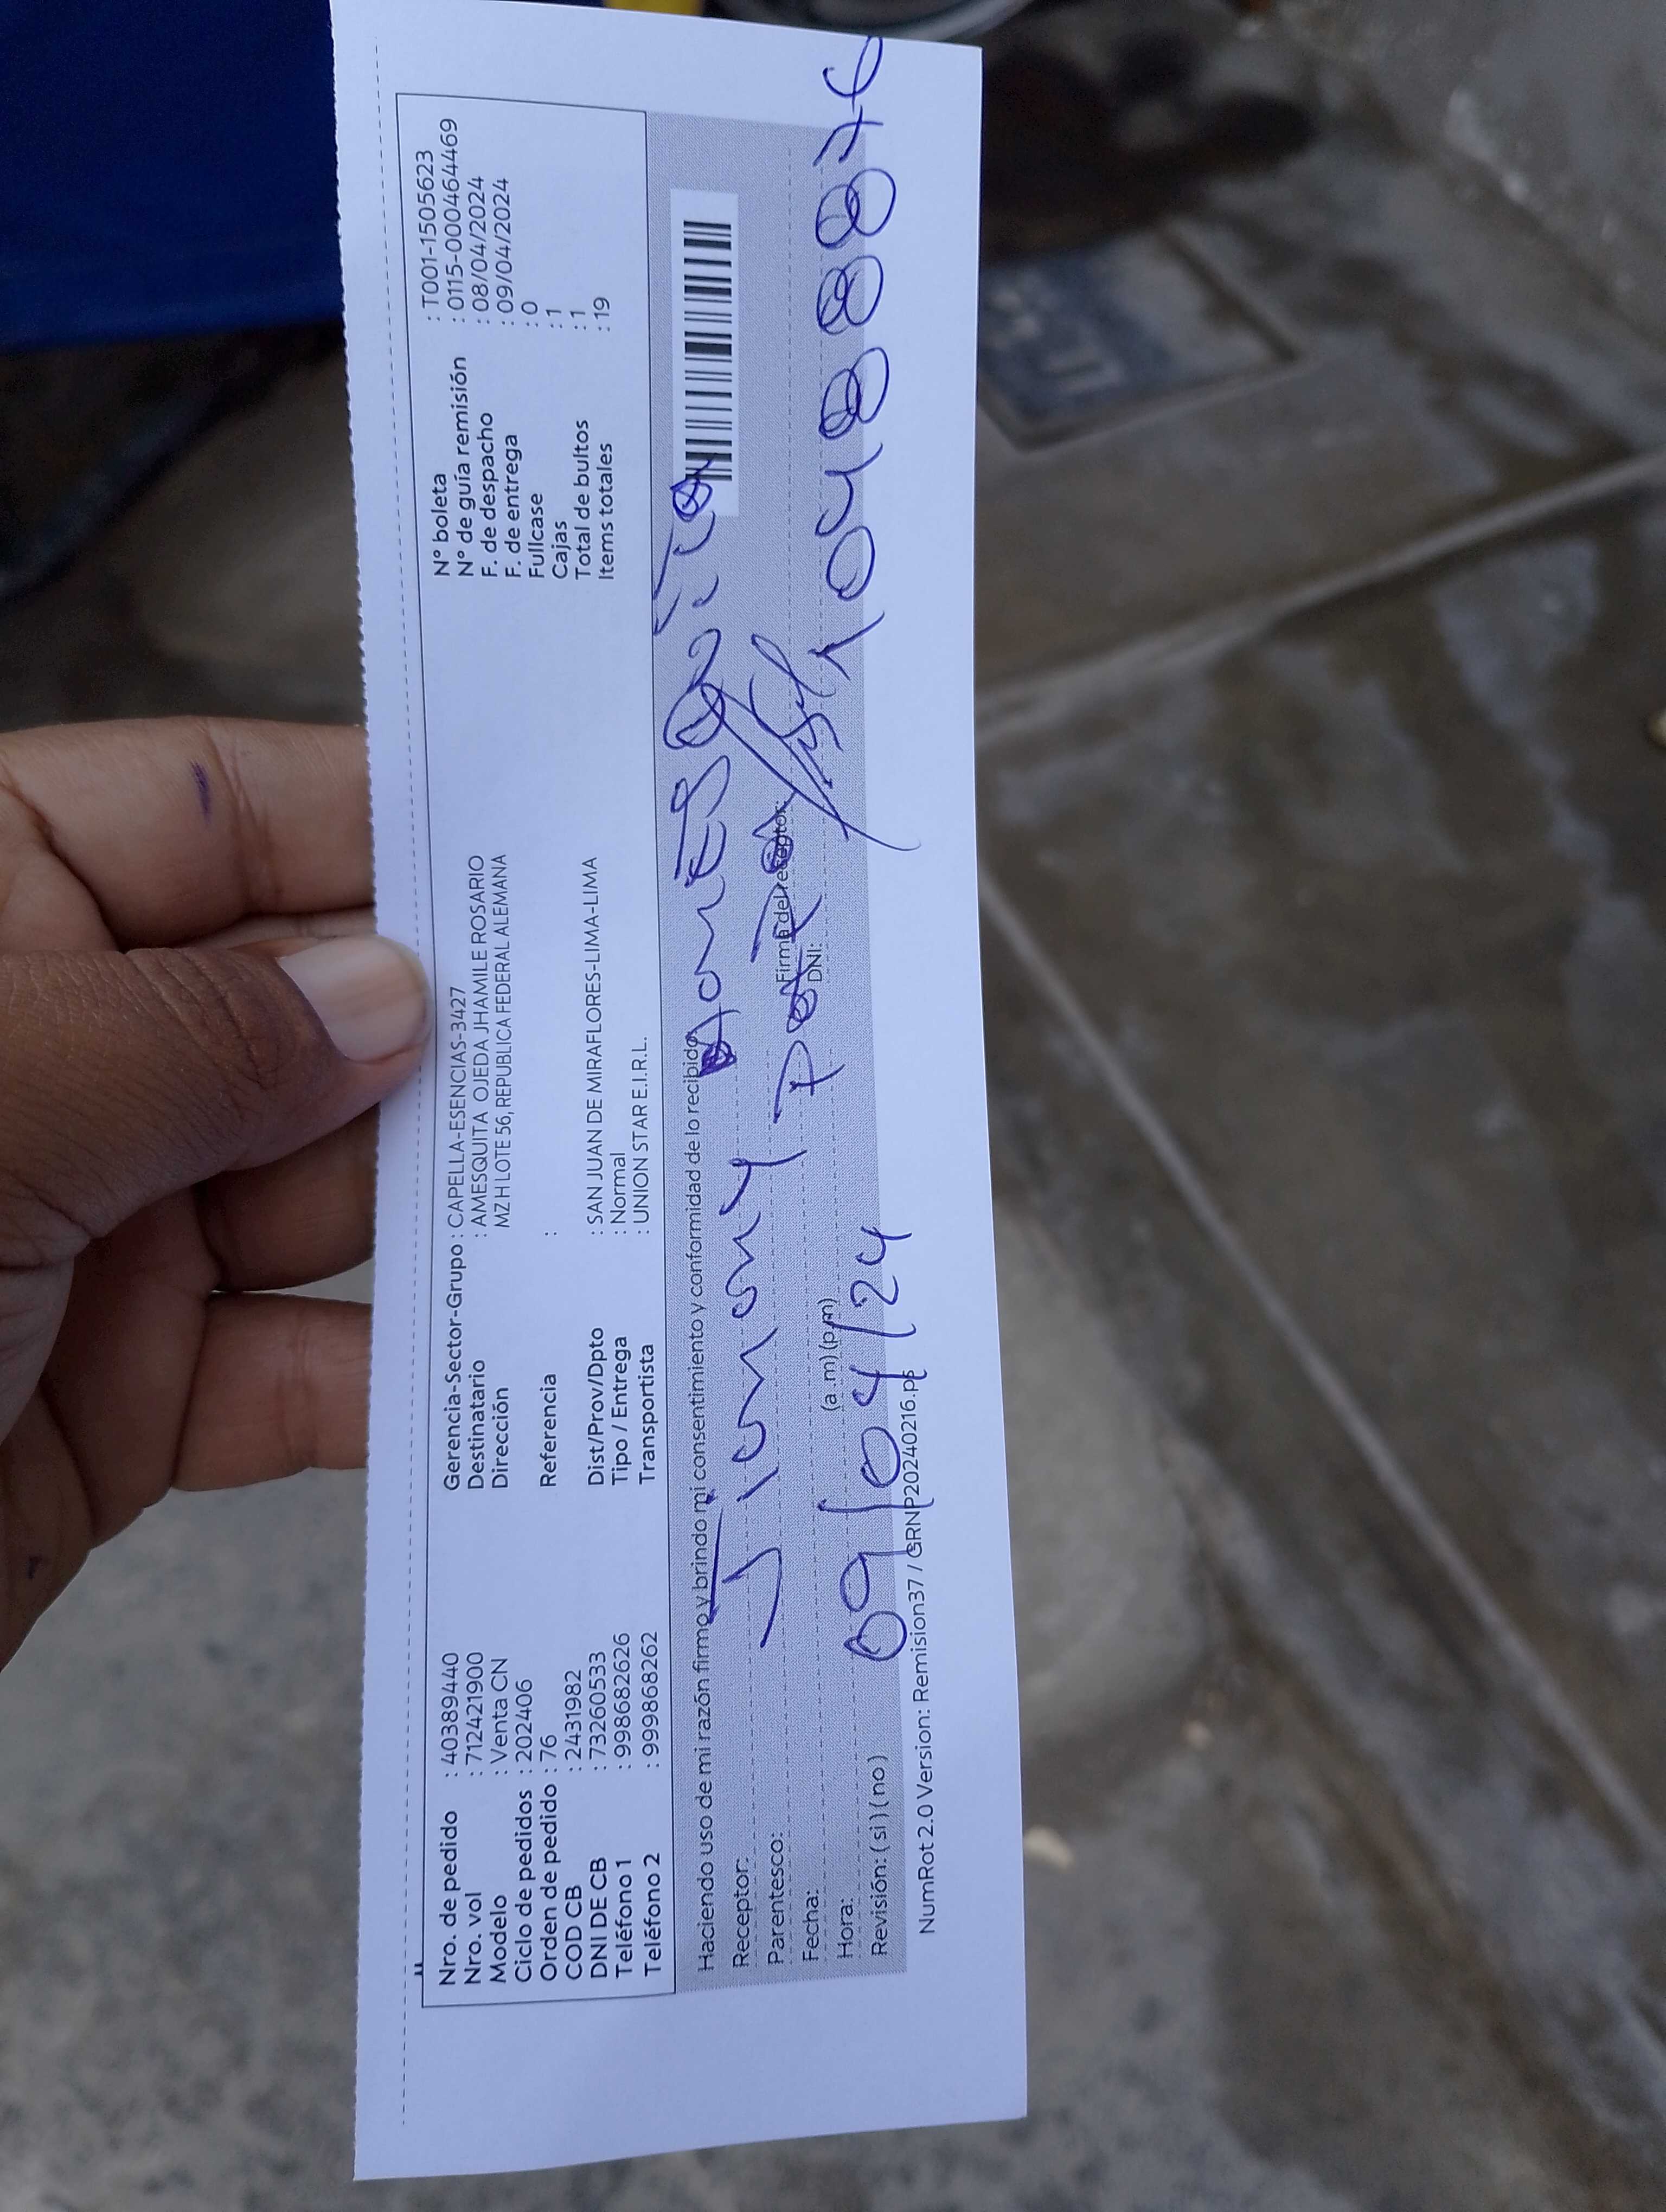 Nro. de pedido : 40389440
Nro. vol : 712421900
Modelo : Venta CN
Ciclo de pedidos : 202406
Orden de pedido : 76
COD CB : 2431982
DNI DE CB : 73260533
Teléfono 1 : 998682626
Teléfono 2 : 999868262
Gerencia-Sector-Grupo : CAPELLA-ESENCIAS-3427
Destinatario : AMESQUITA OJEDA JHAMILE ROSARIO
Dirección MZ H LOTE 56, REPUBLICA FEDERAL ALEMANA
Referencia :
Dist/Prov/Dpto : SAN JUAN DE MIRAFLORES-LIMA-LIMA
Tipo / Entrega : Normal
Transportista : UNION STAR E.I.R.L.
N° boleta : T001-1505623
N° de guía remisión : 0115-0000464469
F. de despacho : 08/04/2024
F. de entrega : 09/04/2024
Fullcase : 0
Cajas : 1
Total de bultos : 1
Items totales : 19
Haciendo uso de mi razón firmo y brindo mi consentimiento y conformidad de lo recibido
Receptor:
Parentesco:
Fecha: 09/04/24
Hora: (a.m) (p.m)
Revisión: (si) (no)
Firma del receptor:
DNI:
NumRot 2.0 Version: Remision37 / GRNP20240216.ps